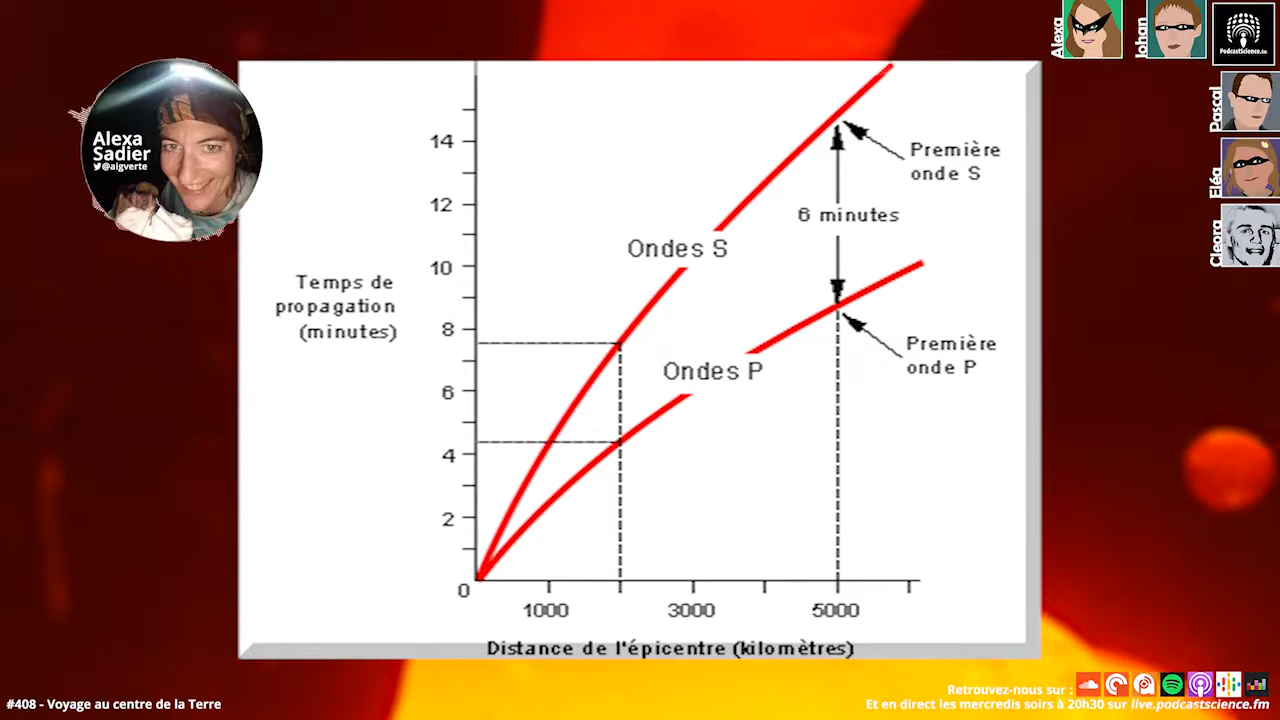 Alexa
Sadier
@aigverte
Alexa
Johan
PodcastScience.fm
Pascal
Eléa
Cleora
14
12
10
8
6
4
2
0
Temps de
propagation
(minutes)
Ondes S
Ondes P
6 minutes
Première
onde S
Première
onde P
1000
3000
5000
Distance de l'épicentre (kilomètres)
#408 - Voyage au centre de la Terre
Retrouvez-nous sur :
Et en direct les mercredis soirs à 20h30 sur live.podcastscience.fm